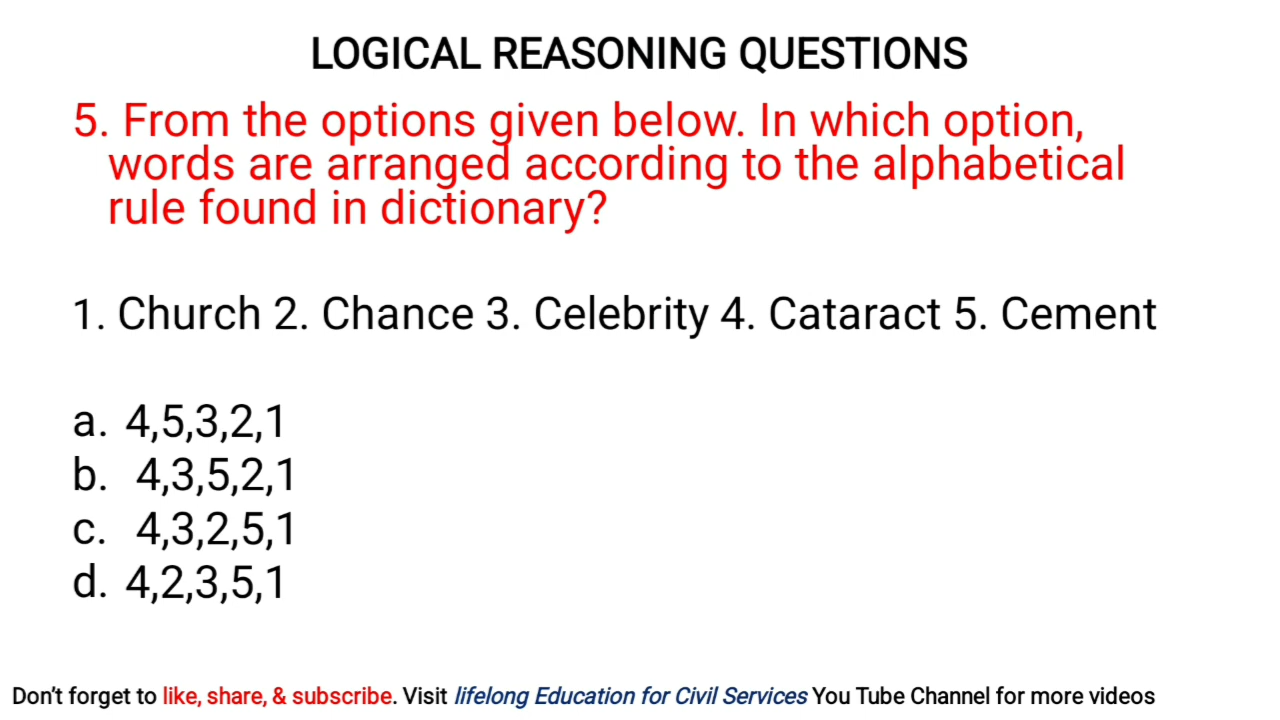 LOGICAL REASONING QUESTIONS
5. From the options given below. In which option,
words are arranged according to the alphabetical
rule found in dictionary?
1. Church 2. Chance 3. Celebrity 4. Cataract 5. Cement
a. 4,5,3,2,1
b. 4,3,5,2,1
c. 4,3,2,5,1
d. 4,2,3,5,1
Don't forget to like, share, & subscribe. Visit lifelong Education for Civil Services You Tube Channel for more videos